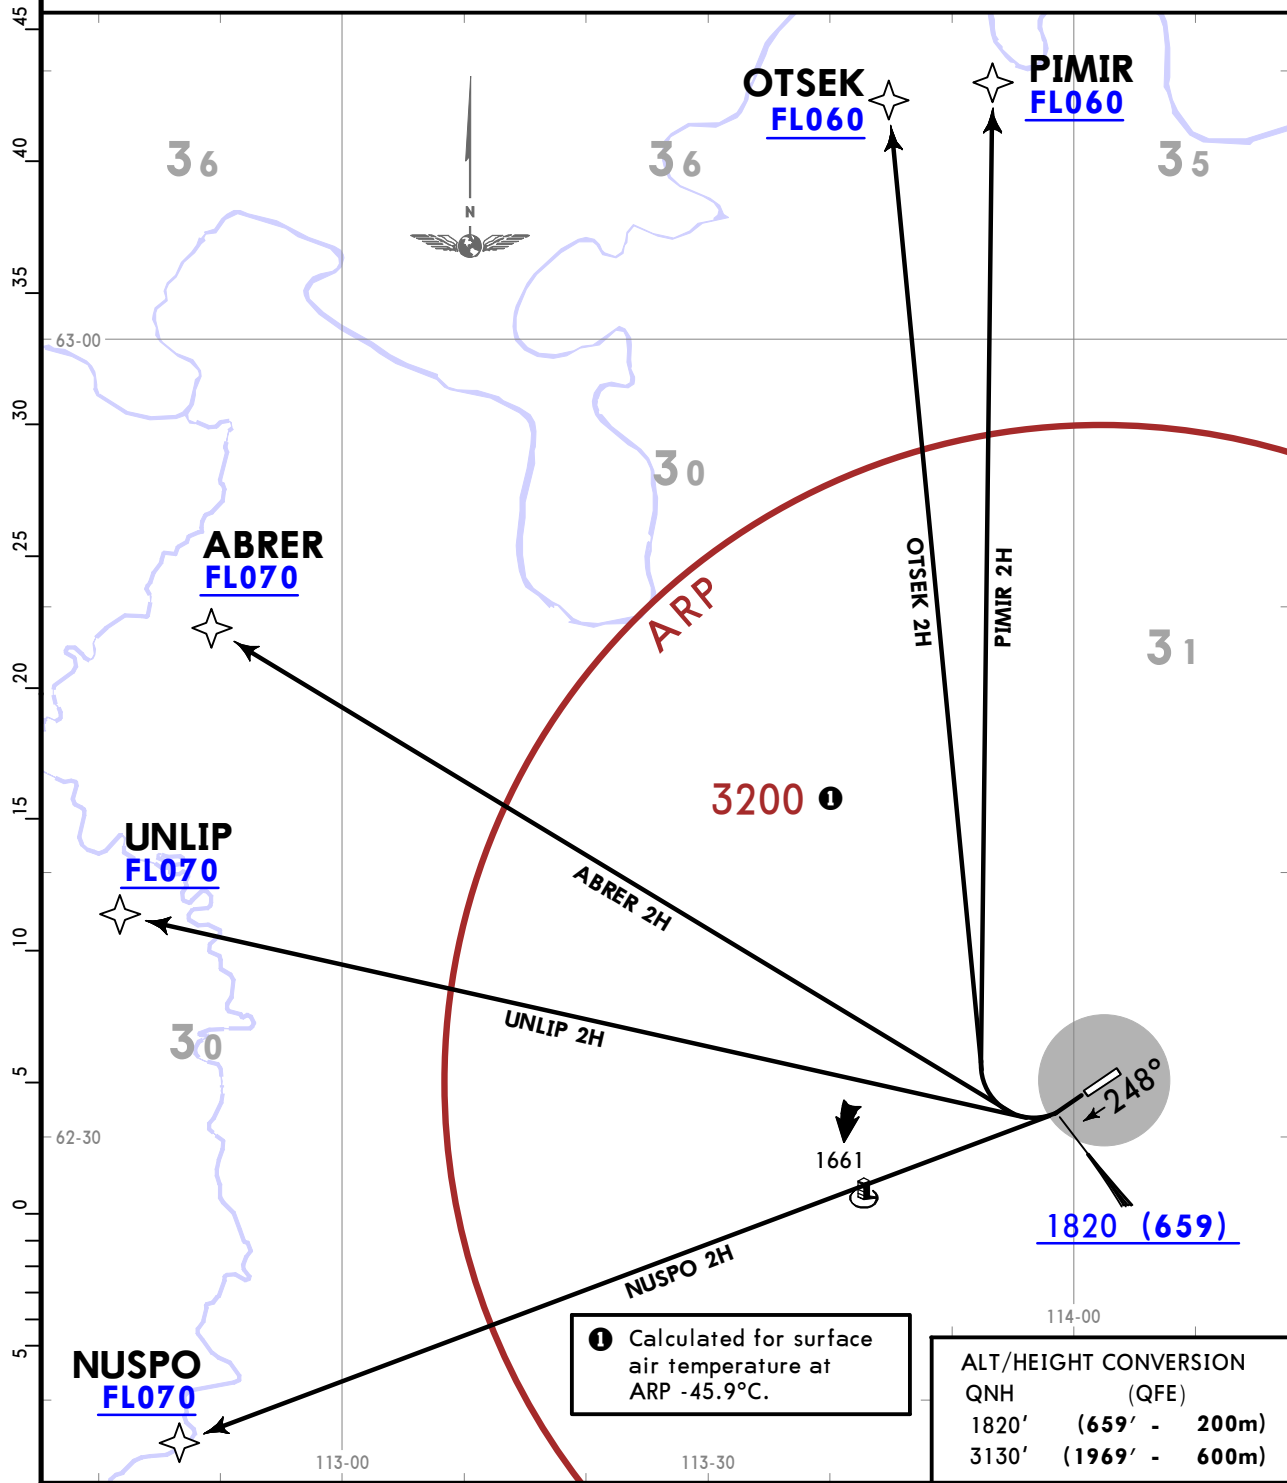 45
40
35
30
25
20
15
10
5
0
5
OTSEK
FL060
PIMIR
FL060
36
36
35
N
63-00
30
ABRER
FL070
ARP
OTSEK 2H
PIMIR 2H
31
3200 ❶
UNLIP
FL070
ABRER 2H
UNLIP 2H
30
248°
62-30
1661
1820 (659)
NUSPO 2H
NUSPO
FL070
❶ Calculated for surface
air temperature at
ARP -45.9°C.
114-00
ALT/HEIGHT CONVERSION
QNH (QFE)
1820' (659' - 200m)
3130' (1969' - 600m)
113-00
113-30